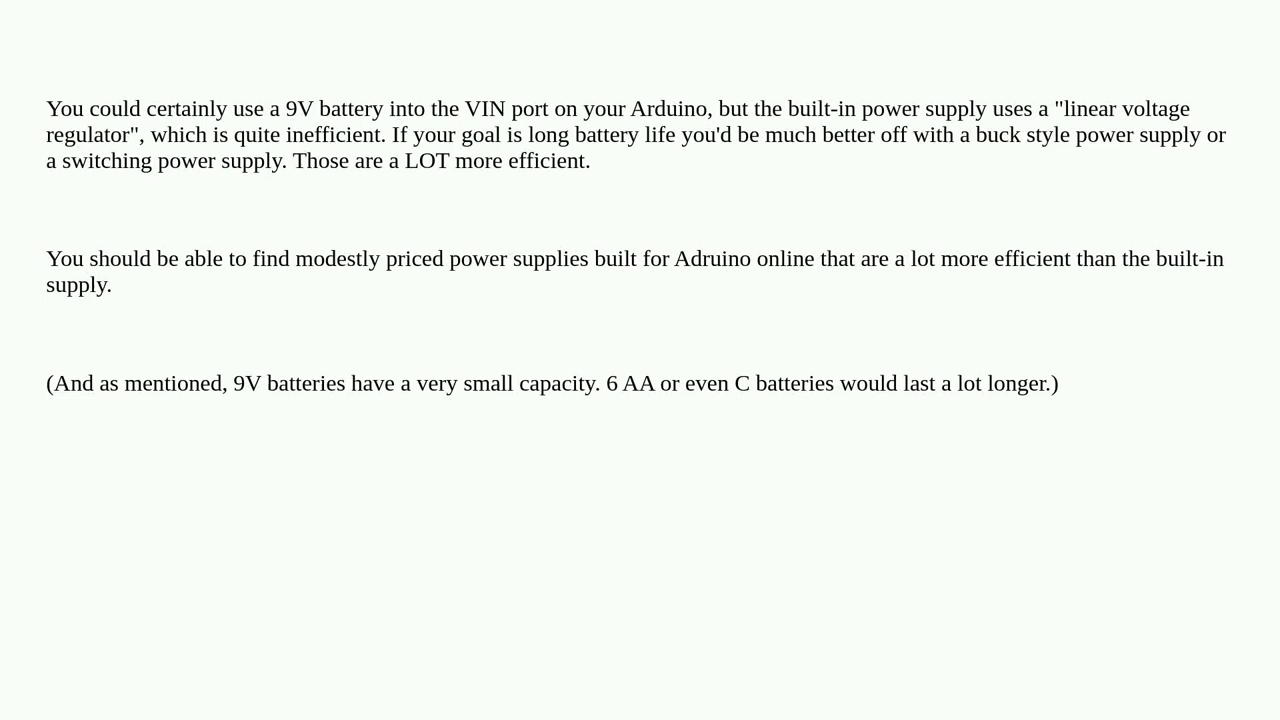 You could certainly use a 9V battery into the VIN port on your Arduino, but the built-in power supply uses a "linear voltage
regulator", which is quite inefficient. If your goal is long battery life you'd be much better off with a buck style power supply or
a switching power supply. Those are a LOT more efficient.
You should be able to find modestly priced power supplies built for Adruino online that are a lot more efficient than the built-in
supply.
(And as mentioned, 9V batteries have a very small capacity. 6 AA or even C batteries would last a lot longer.)